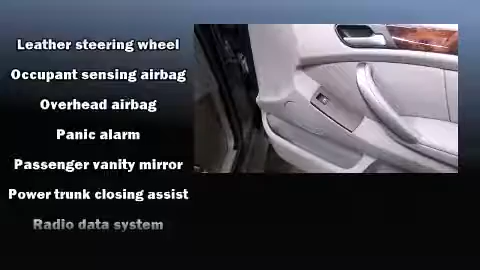 Leather steering wheel
Occupant sensing airbag
Overhead airbag
Panic alarm
Passenger vanity mirror
Power trunk closing assist
Radio data system